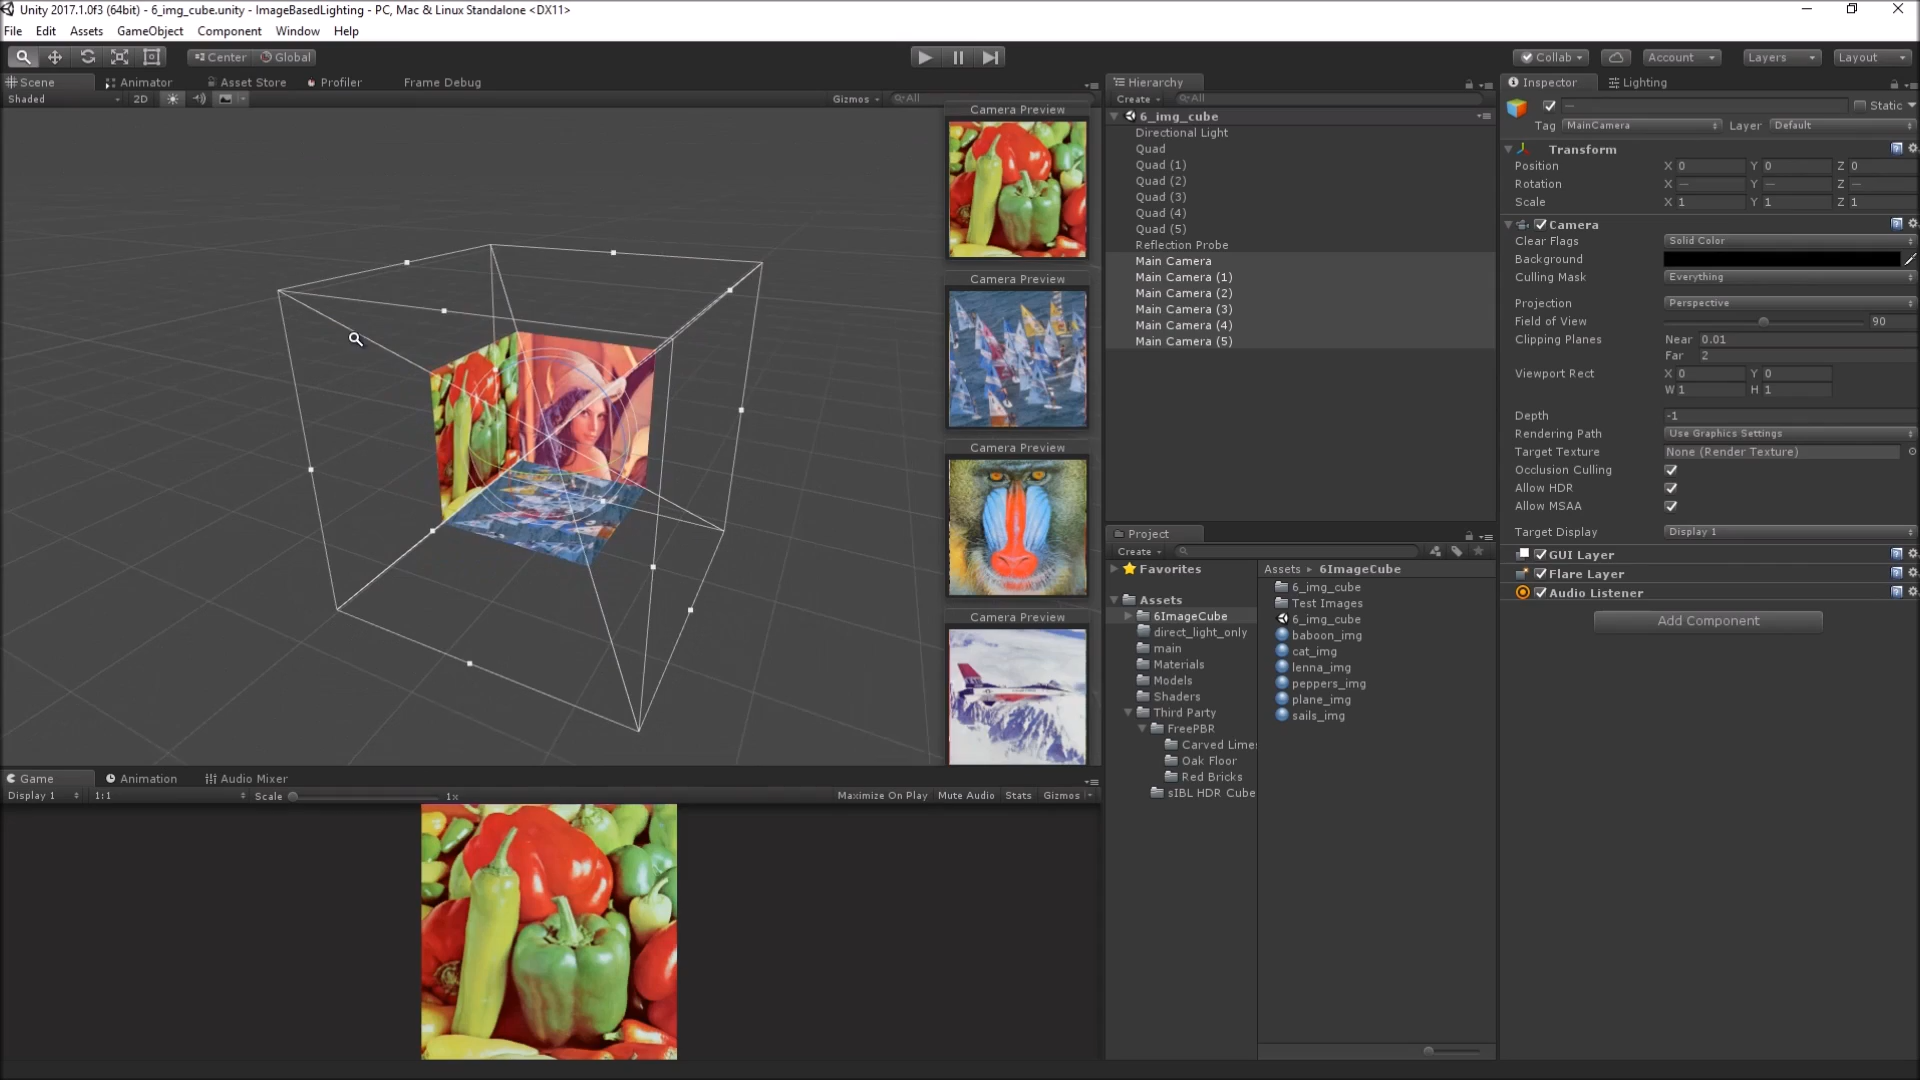 Unity 2017.1.0f3 (64bit) - 6_img_cube.unity - ImageBasedLighting - PC, Mac & Linux Standalone <DX11>
File Edit Assets GameObject Component Window Help
Center Global
Collab Account Layers Layout
Scene Animator Asset Store Profiler Frame Debug
Shaded 2D Gizmos All
Camera Preview
Camera Preview
Camera Preview
Camera Preview
Hierarchy
Create All
6_img_cube
Directional Light
Quad
Quad (1)
Quad (2)
Quad (3)
Quad (4)
Quad (5)
Reflection Probe
Main Camera
Main Camera (1)
Main Camera (2)
Main Camera (3)
Main Camera (4)
Main Camera (5)
Project
Create
Favorites
Assets
6ImageCube
direct_light_only
main
Materials
Models
Shaders
Third Party
FreePBR
Carved Limes
Oak Floor
Red Bricks
sIBL HDR Cube
Assets 6ImageCube
6_img_cube
Test Images
6_img_cube
baboon_img
cat_img
lenna_img
peppers_img
plane_img
sails_img
Inspector Lighting
— Static
Tag MainCamera Layer Default
Transform
Position X 0 Y 0 Z 0
Rotation X — Y — Z —
Scale X 1 Y 1 Z 1
Camera
Clear Flags Solid Color
Background
Culling Mask Everything
Projection Perspective
Field of View 90
Clipping Planes Near 0.01
Far 2
Viewport Rect X 0 Y 0
W 1 H 1
Depth -1
Rendering Path Use Graphics Settings
Target Texture None (Render Texture)
Occlusion Culling
Allow HDR
Allow MSAA
Target Display Display 1
GUI Layer
Flare Layer
Audio Listener
Add Component
Game Animation Audio Mixer
Display 1 1:1 Scale 1x Maximize On Play Mute Audio Stats Gizmos